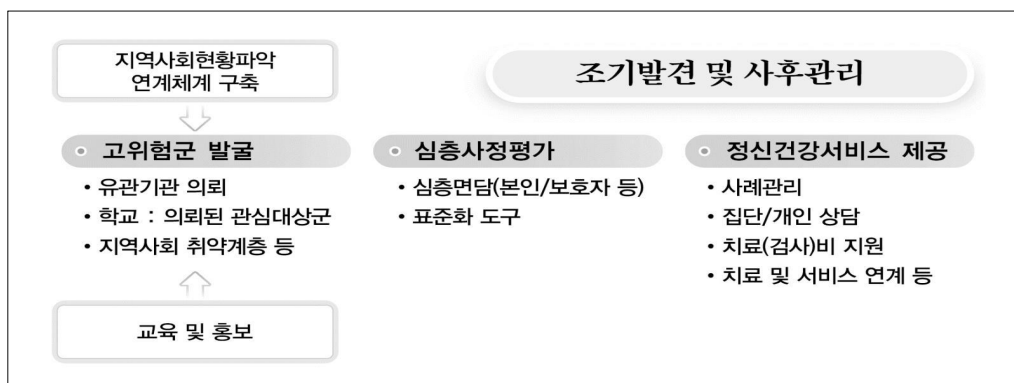 지역사회현황파악
연계체계 구축
조기발견 및 사후관리
고위험군 발굴
• 유관기관 의뢰
• 학교 : 의뢰된 관심대상군
• 지역사회 취약계층 등
교육 및 홍보
심층사정평가
• 심층면담(본인/보호자 등)
• 표준화 도구
정신건강서비스 제공
• 사례관리
• 집단/개인 상담
• 치료(검사)비 지원
• 치료 및 서비스 연계 등